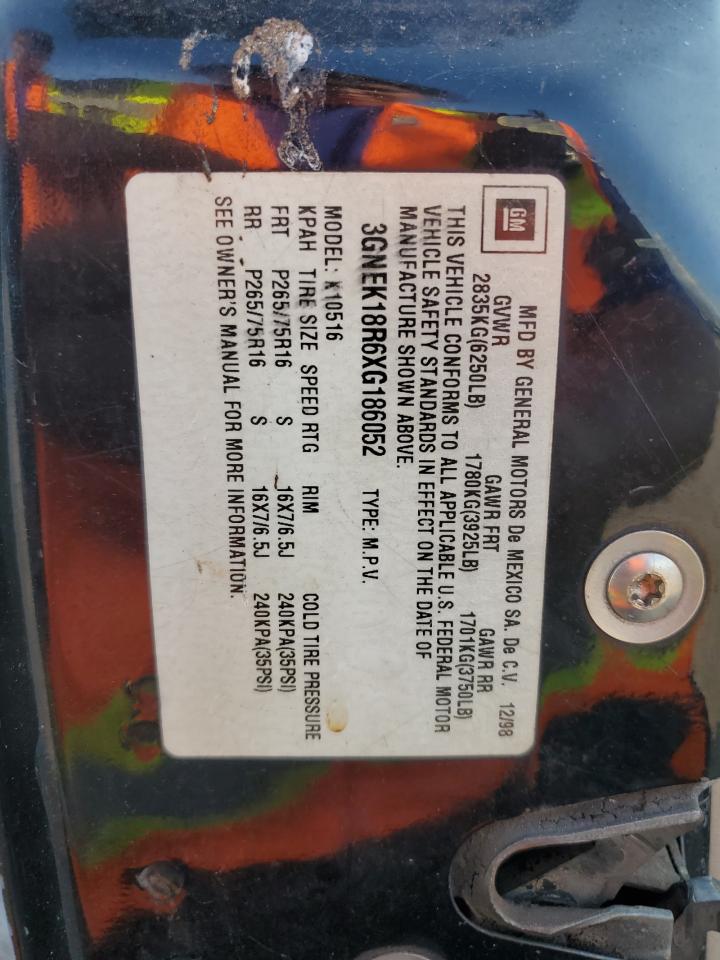 GM
MFD BY GENERAL MOTORS De MEXICO SA. De C.V. 12/98
GVWR GAWR FRT GAWR RR
2835KG(6250LB) 1780KG(3925LB) 1701KG(3750LB)
THIS VEHICLE CONFORMS TO ALL APPLICABLE U.S. FEDERAL MOTOR
VEHICLE SAFETY STANDARDS IN EFFECT ON THE DATE OF
MANUFACTURE SHOWN ABOVE.
3GNEK18R6XG186052 TYPE: M.P.V.
MODEL: K10516
KPAH TIRE SIZE SPEED RTG RIM COLD TIRE PRESSURE
FRT P265/75R16 S 16X7/6.5J 240KPA(35PSI)
RR P265/75R16 S 16X7/6.5J 240KPA(35PSI)
SEE OWNER'S MANUAL FOR MORE INFORMATION.